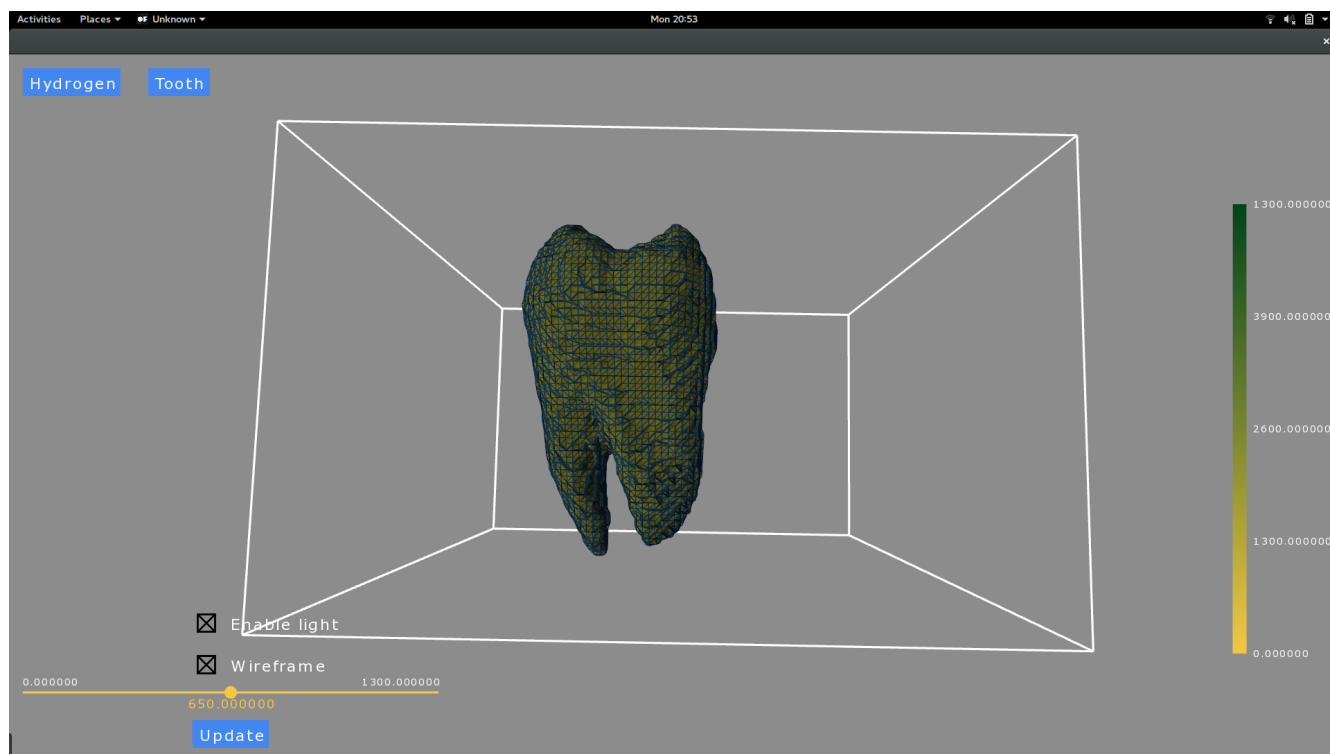 Activities Places Unknown Mon 20:53
Hydrogen Tooth
1300.000000
3900.000000
2600.000000
1300.000000
0.000000
Enable light
Wireframe
0.000000 1300.000000
650.000000
Update